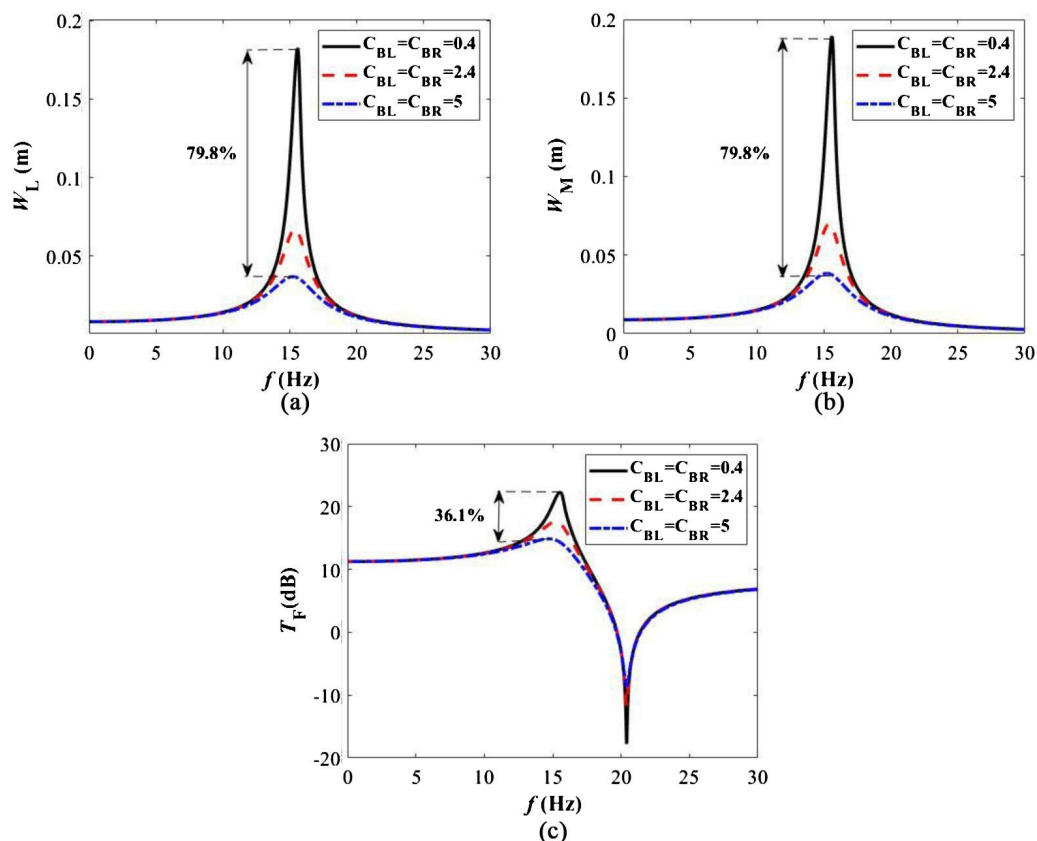 0.2
0.15
0.1
0.05
0
W_L (m)
79.8%
C_BL=C_BR=0.4
C_BL=C_BR=2.4
C_BL=C_BR=5
0 5 10 15 20 25 30
f (Hz)
(a)
0.2
0.15
0.1
0.05
0
W_M (m)
79.8%
C_BL=C_BR=0.4
C_BL=C_BR=2.4
C_BL=C_BR=5
0 5 10 15 20 25 30
f (Hz)
(b)
30
20
10
0
-10
-20
T_F(dB)
36.1%
C_BL=C_BR=0.4
C_BL=C_BR=2.4
C_BL=C_BR=5
0 5 10 15 20 25 30
f (Hz)
(c)